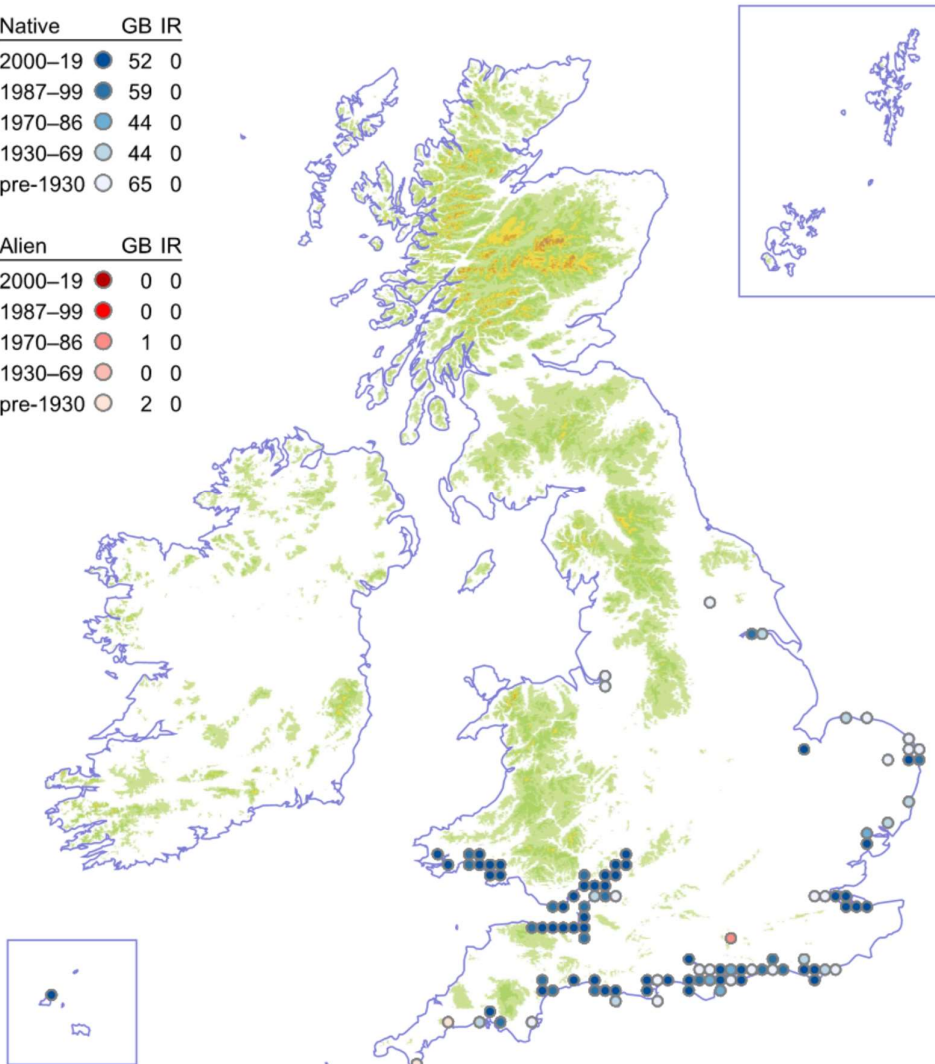 Native GB IR
2000–19 52 0
1987–99 59 0
1970–86 44 0
1930–69 44 0
pre-1930 65 0
Alien GB IR
2000–19 0 0
1987–99 0 0
1970–86 1 0
1930–69 0 0
pre-1930 2 0